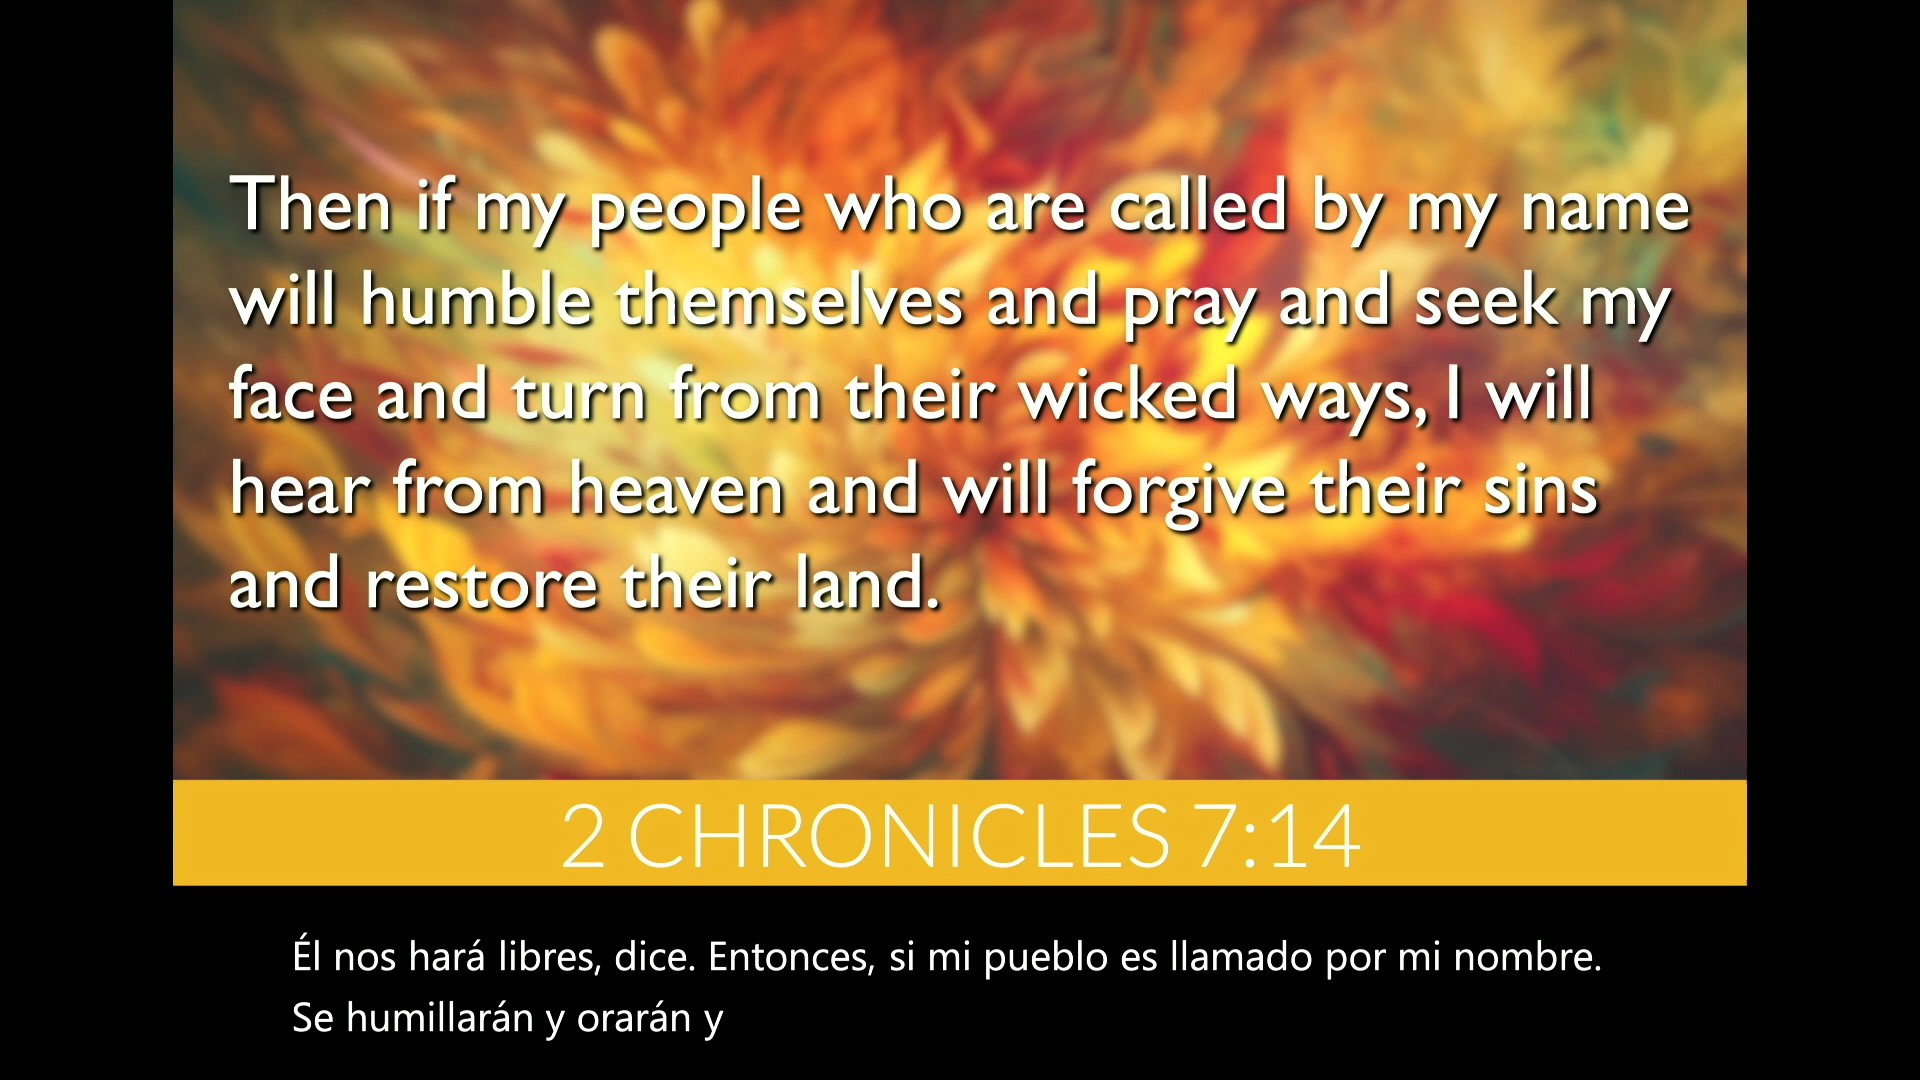 Then if my people who are called by my name
will humble themselves and pray and seek my
face and turn from their wicked ways, I will
hear from heaven and will forgive their sins
and restore their land.
2 CHRONICLES 7:14
Él nos hará libres, dice. Entonces, si mi pueblo es llamado por mi nombre.
Se humillarán y orarán y